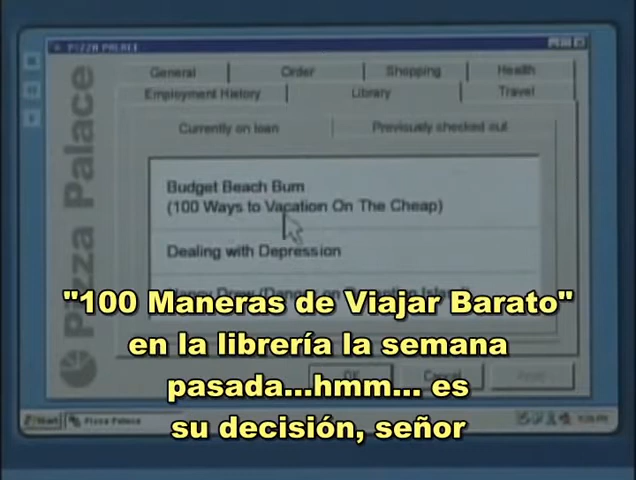 PIZZA PALACE
Pizza Palace
General
Order
Shopping
Health
Employment History
Library
Travel
Currently on loan
Previously checked out
Budget Beach Bum
(100 Ways to Vacation On The Cheap)
Dealing with Depression
"100 Maneras de Viajar Barato"
en la librería la semana
pasada...hmm... es
su decisión, señor
OK
Cancel
Pizza Palace